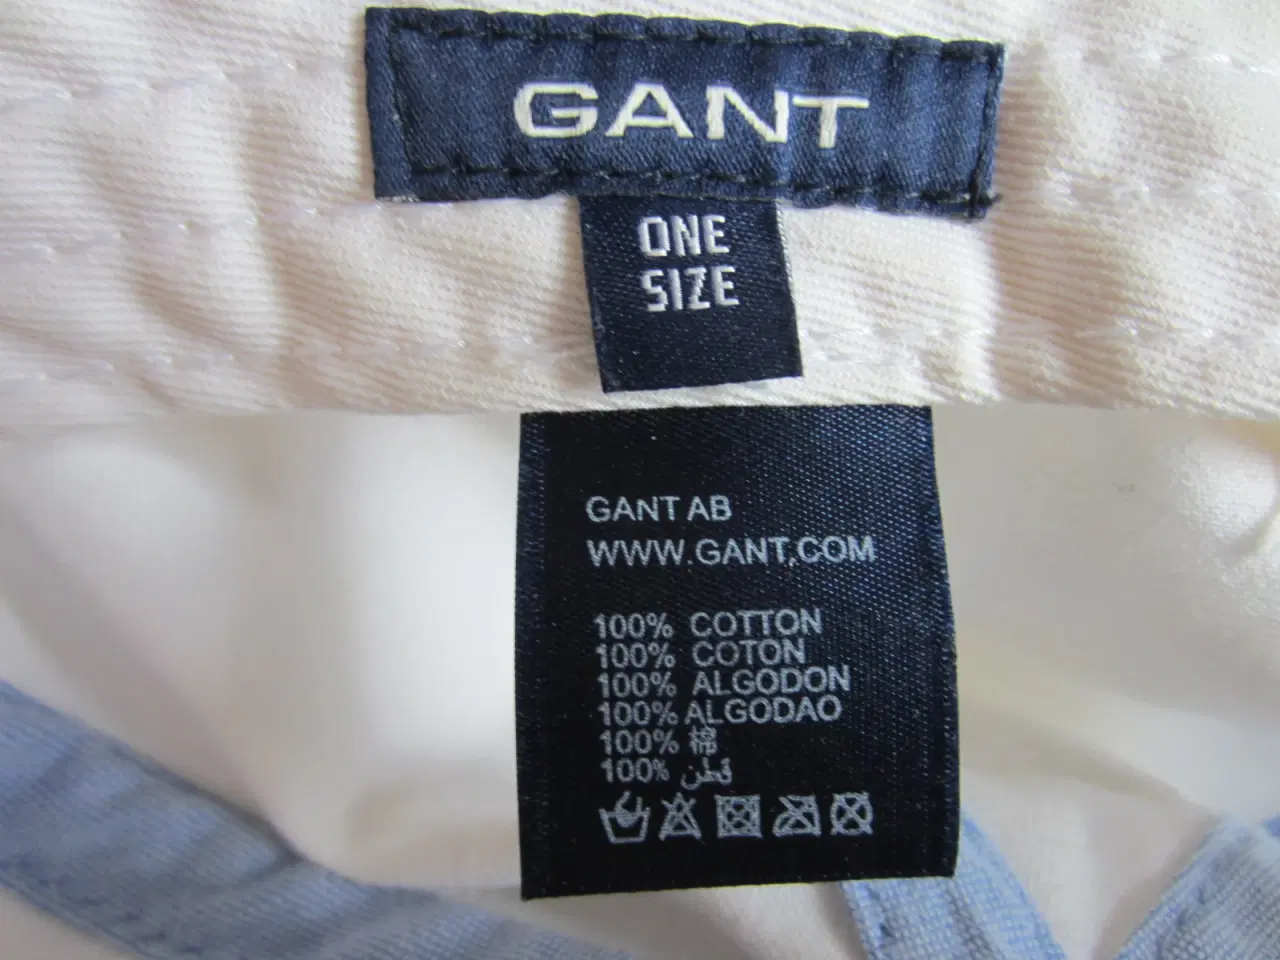 GANT
ONE
SIZE
GANT AB
WWW.GANT.COM
100% COTTON
100% COTON
100% ALGODON
100% ALGODAO
100% 棉
100% قطن